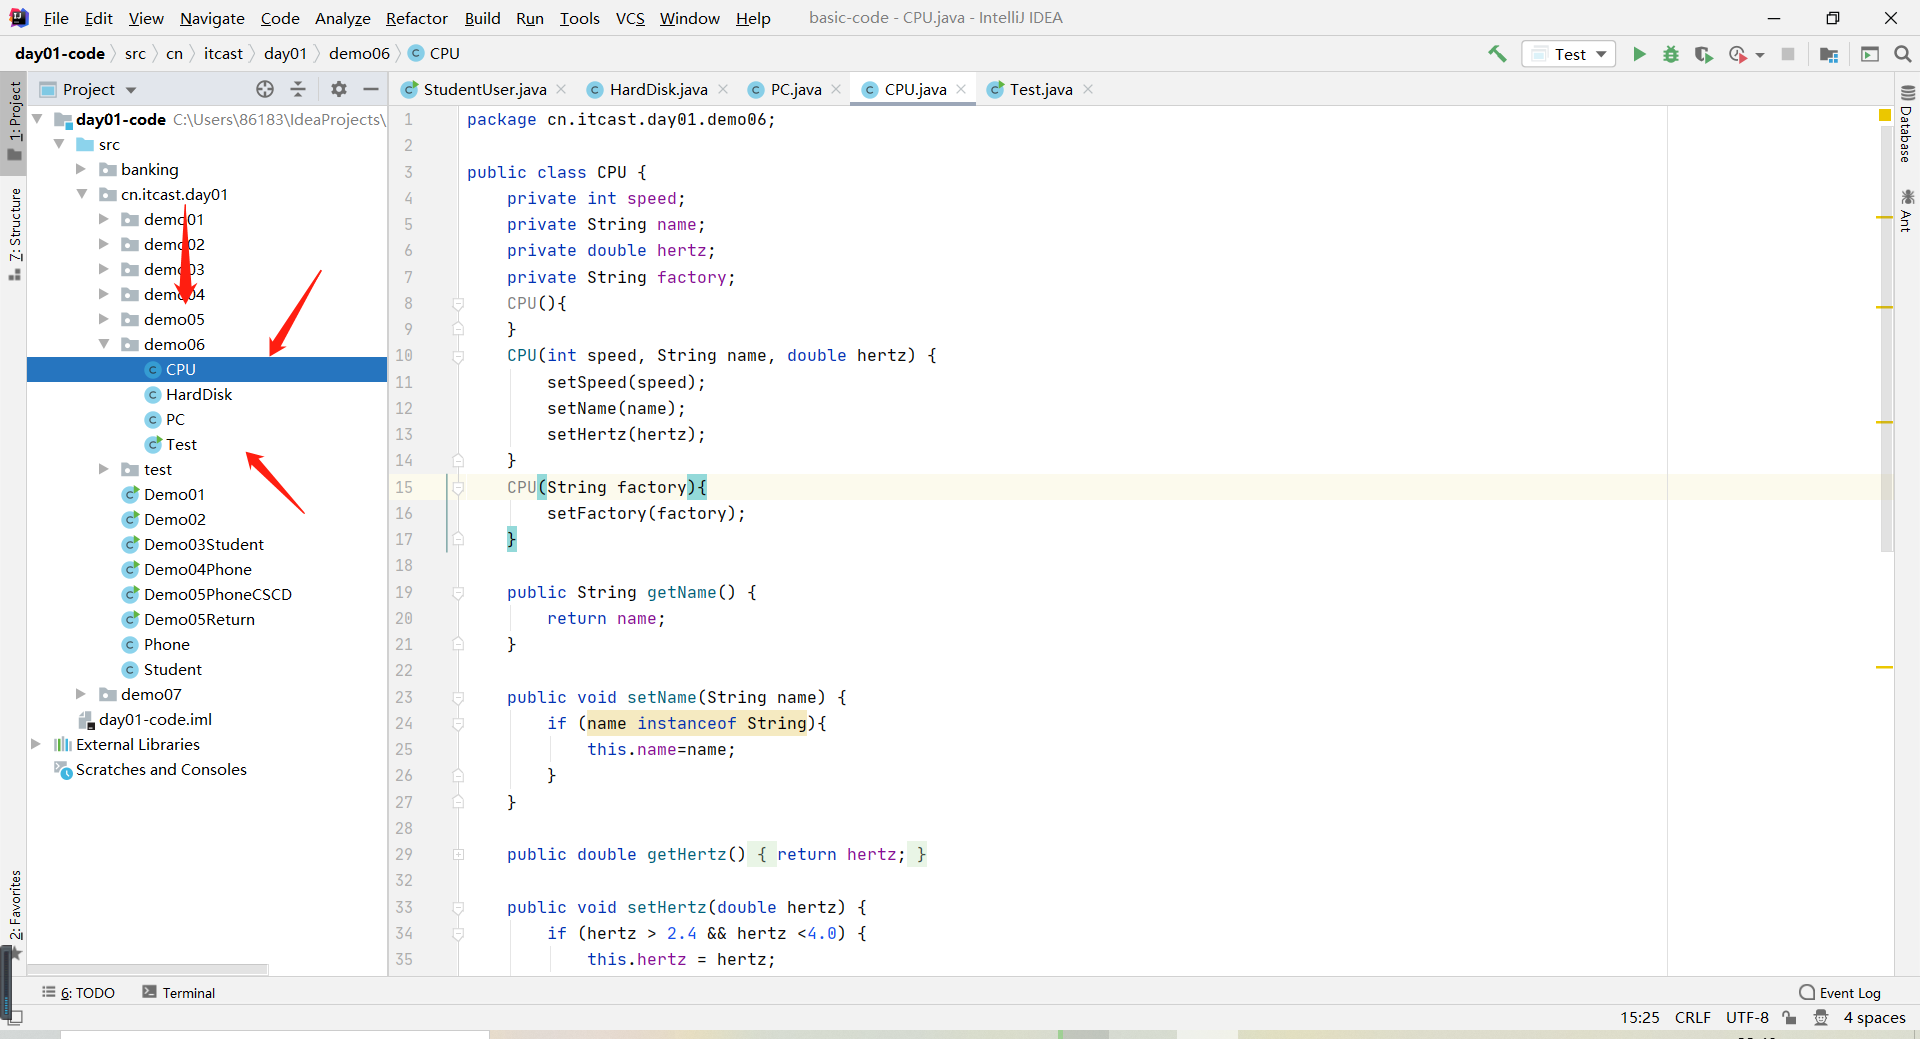 File Edit View Navigate Code Analyze Refactor Build Run Tools VCS Window Help basic-code - CPU.java - IntelliJ IDEA
day01-code src cn itcast day01 demo06 CPU Test
Project
StudentUser.java HardDisk.java PC.java CPU.java Test.java
1: Project
7: Structure
2: Favorites
day01-code C:\Users\86183\IdeaProjects\
src
banking
cn.itcast.day01
demo01
demo02
demo03
demo04
demo05
demo06
CPU
HardDisk
PC
Test
test
Demo01
Demo02
Demo03Student
Demo04Phone
Demo05PhoneCSCD
Demo05Return
Phone
Student
demo07
day01-code.iml
External Libraries
Scratches and Consoles
1 package cn.itcast.day01.demo06;
2
3 public class CPU {
4 private int speed;
5 private String name;
6 private double hertz;
7 private String factory;
8 CPU(){
9 }
10 CPU(int speed, String name, double hertz) {
11 setSpeed(speed);
12 setName(name);
13 setHertz(hertz);
14 }
15 CPU(String factory){
16 setFactory(factory);
17 }
18
19 public String getName() {
20 return name;
21 }
22
23 public void setName(String name) {
24 if (name instanceof String){
25 this.name=name;
26 }
27 }
28
29 public double getHertz() { return hertz; }
32
33 public void setHertz(double hertz) {
34 if (hertz > 2.4 && hertz <4.0) {
35 this.hertz = hertz;
Database
Ant
6: TODO Terminal Event Log
15:25 CRLF UTF-8 4 spaces